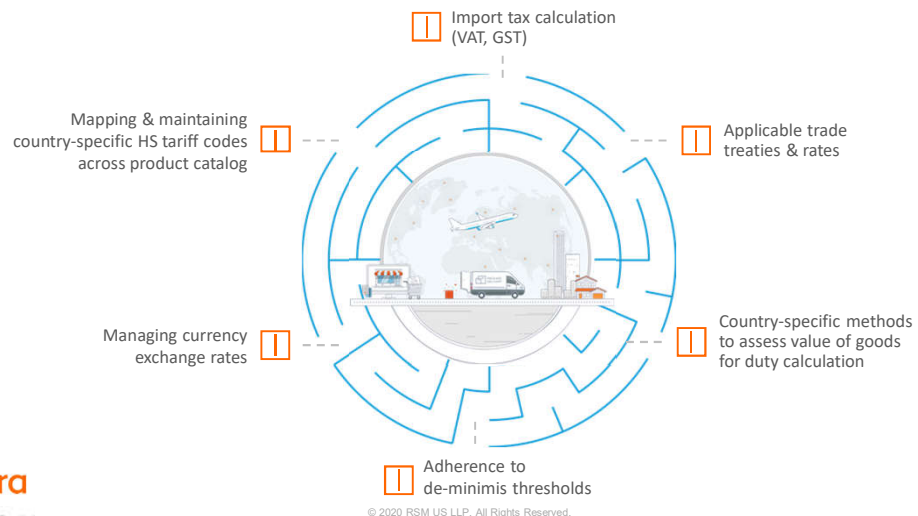 Import tax calculation
(VAT, GST)
Mapping & maintaining
country-specific HS tariff codes
across product catalog
Applicable trade
treaties & rates
Managing currency
exchange rates
Country-specific methods
to assess value of goods
for duty calculation
Adherence to
de-minimis thresholds
ra
© 2020 RSM US LLP. All Rights Reserved.